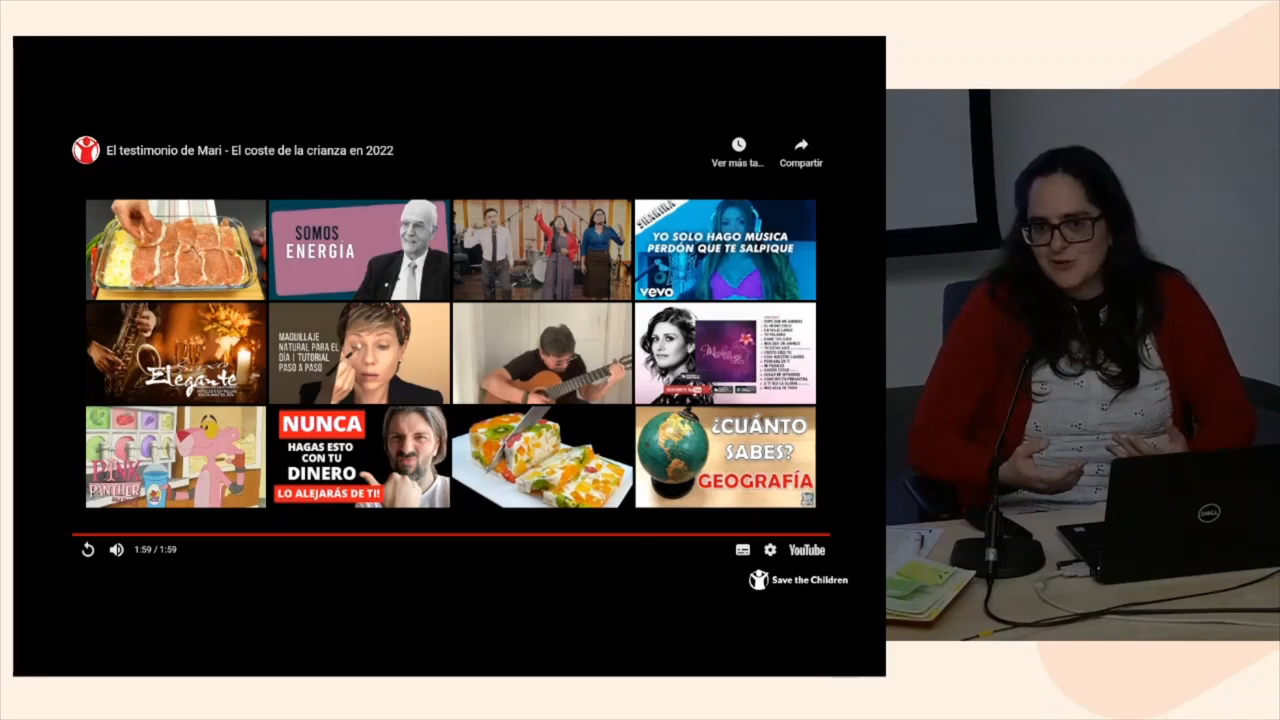 El testimonio de Mari - El coste de la crianza en 2022
Ver más ta...
Compartir
SOMOS
ENERGÍA
SHAKIRA
YO SOLO HAGO MUSICA
PERDÓN QUE TE SALPIQUE
vevo
Elegante
MAQUILLAJE
NATURAL PARA EL
DÍA | TUTORIAL
PASO A PASO
PINK
PANTHER
NUNCA
HAGAS ESTO
CON TU
DINERO
LO ALEJARÁS DE TI!
¿CUÁNTO
SABES?
GEOGRAFÍA
1:59 / 1:59
YouTube
Save the Children
DELL